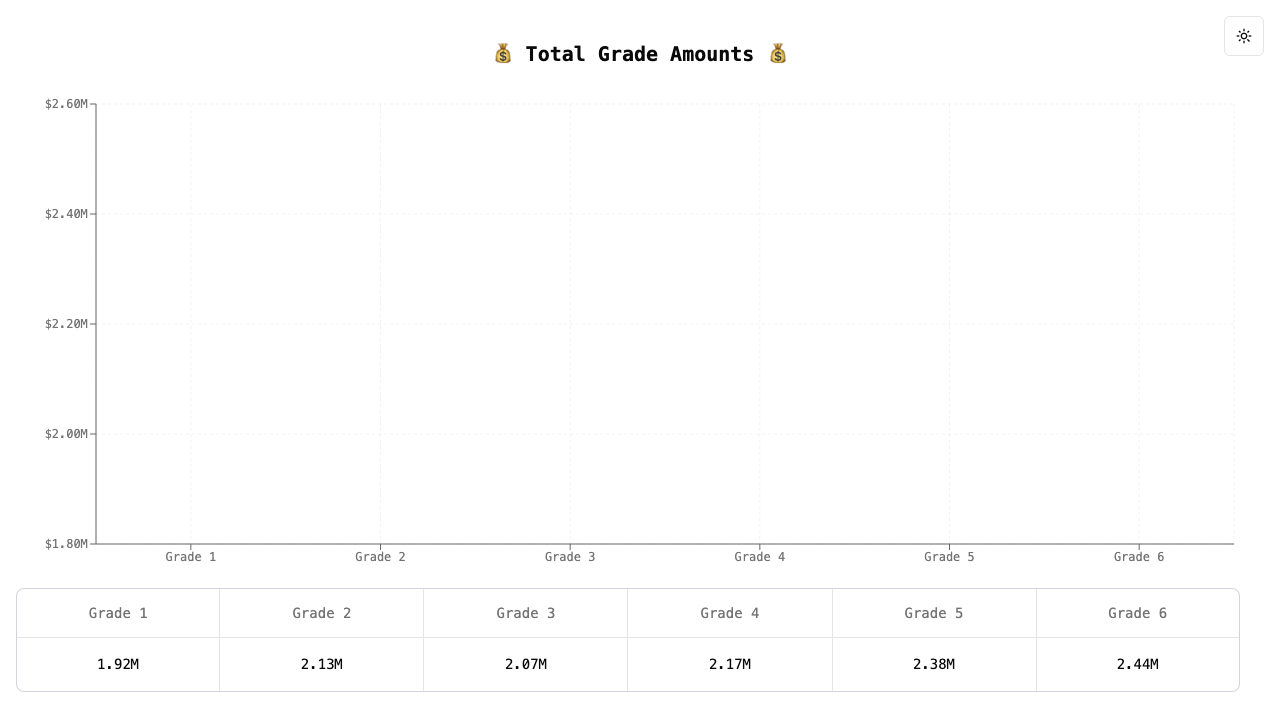 💰 Total Grade Amounts 💰
$2.60M
$2.40M
$2.20M
$2.00M
$1.80M
Grade 1 Grade 2 Grade 3 Grade 4 Grade 5 Grade 6
Grade 1 Grade 2 Grade 3 Grade 4 Grade 5 Grade 6
1.92M 2.13M 2.07M 2.17M 2.38M 2.44M